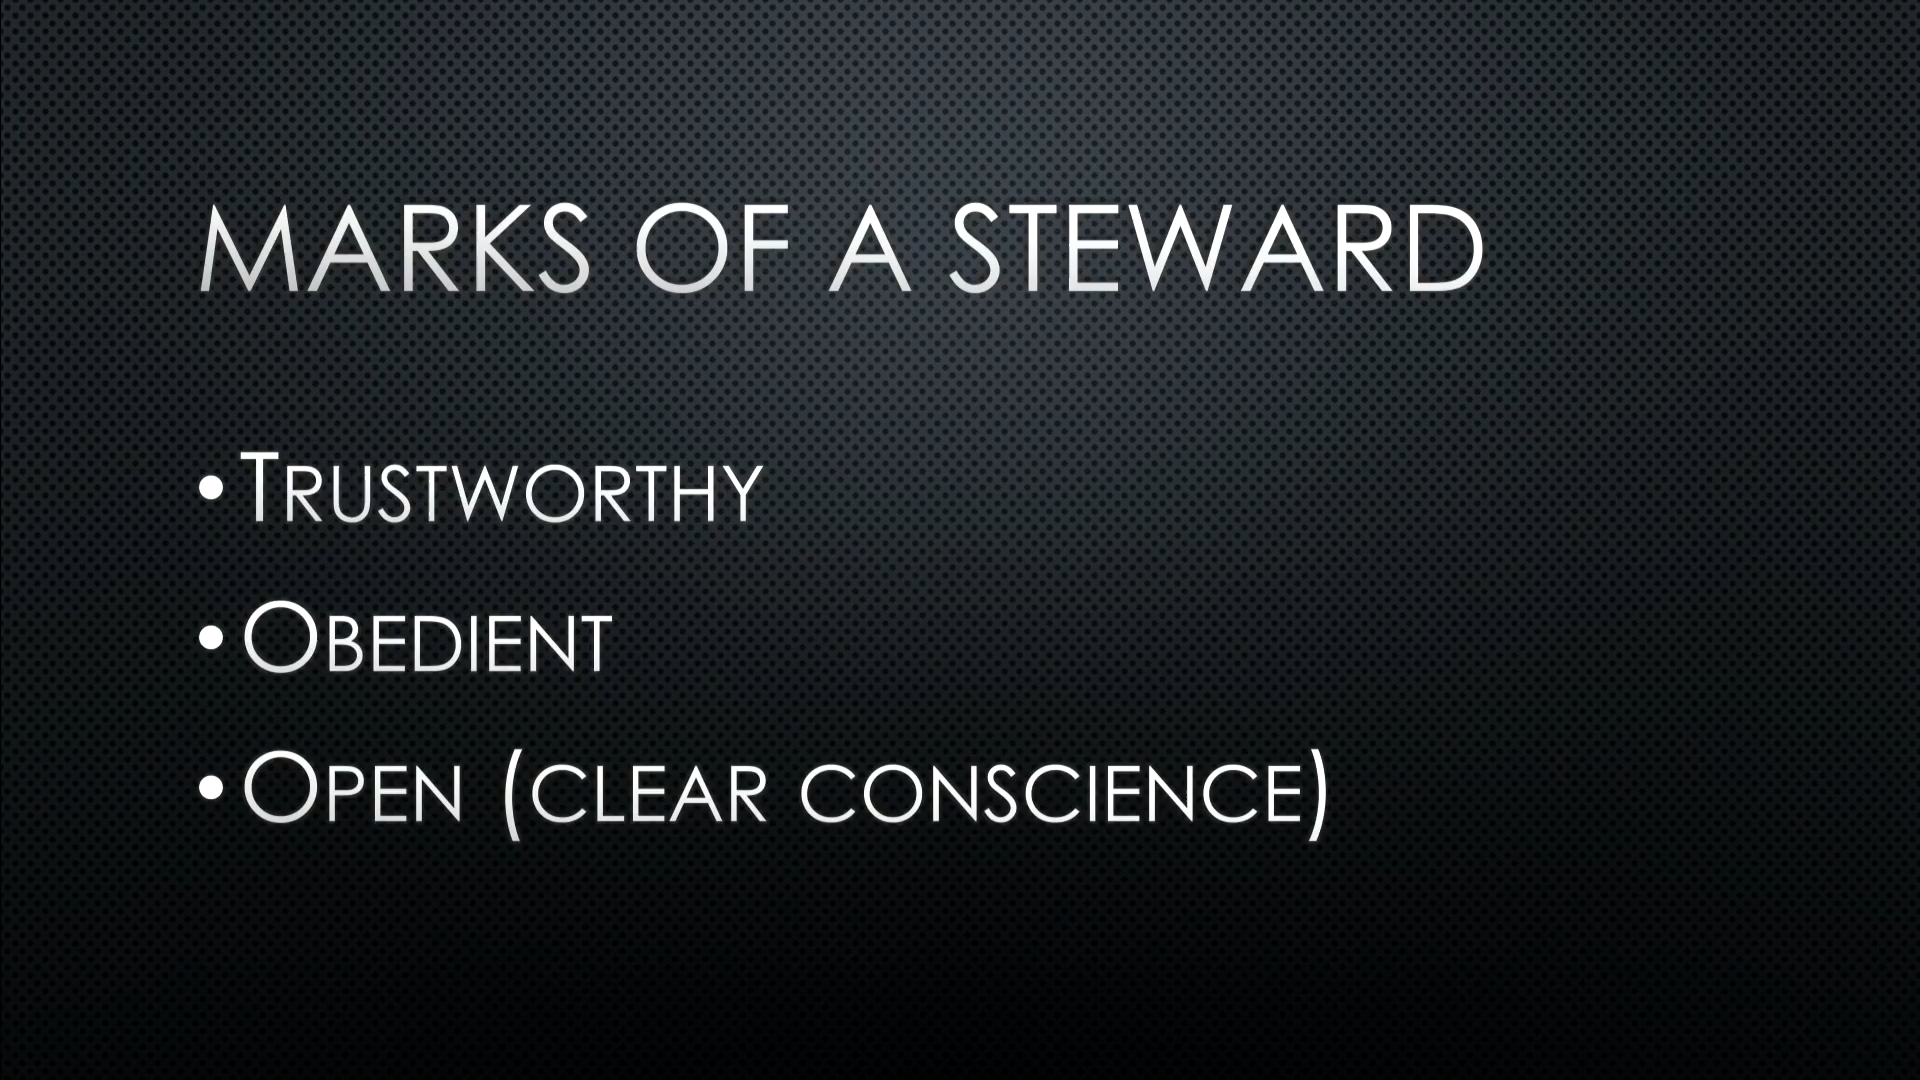 MARKS OF A STEWARD
• TRUSTWORTHY
• OBEDIENT
• OPEN (CLEAR CONSCIENCE)